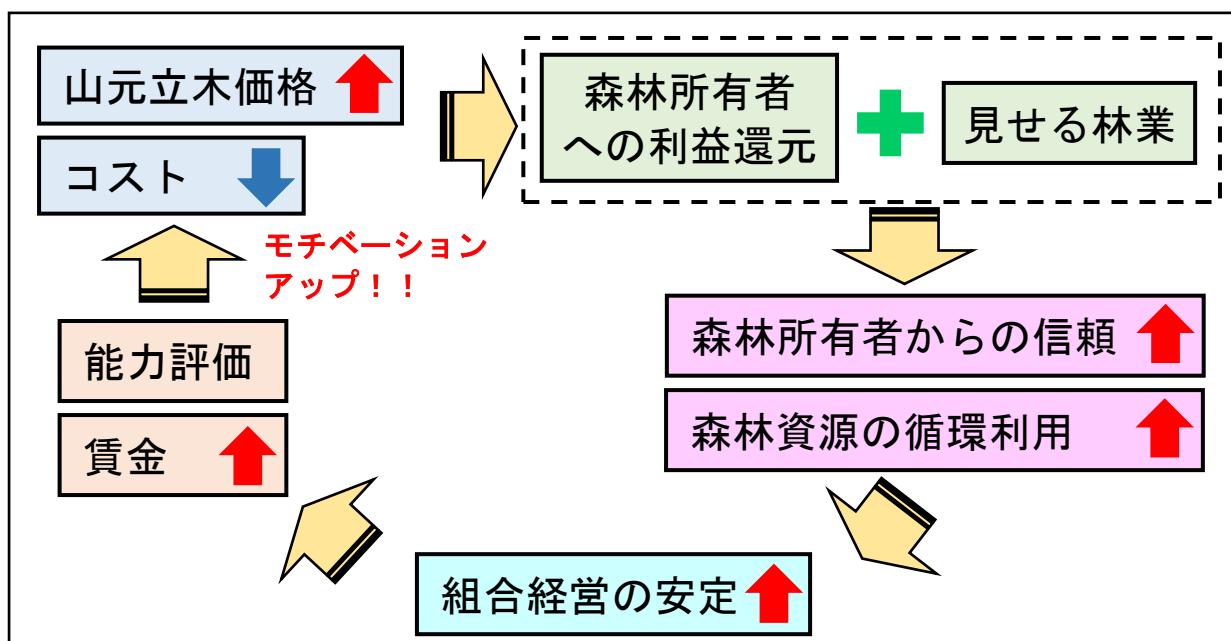 山元立木価格
コスト
森林所有者
への利益還元
見せる林業
モチベーション
アップ！！
森林所有者からの信頼
森林資源の循環利用
組合経営の安定
能力評価
賃金